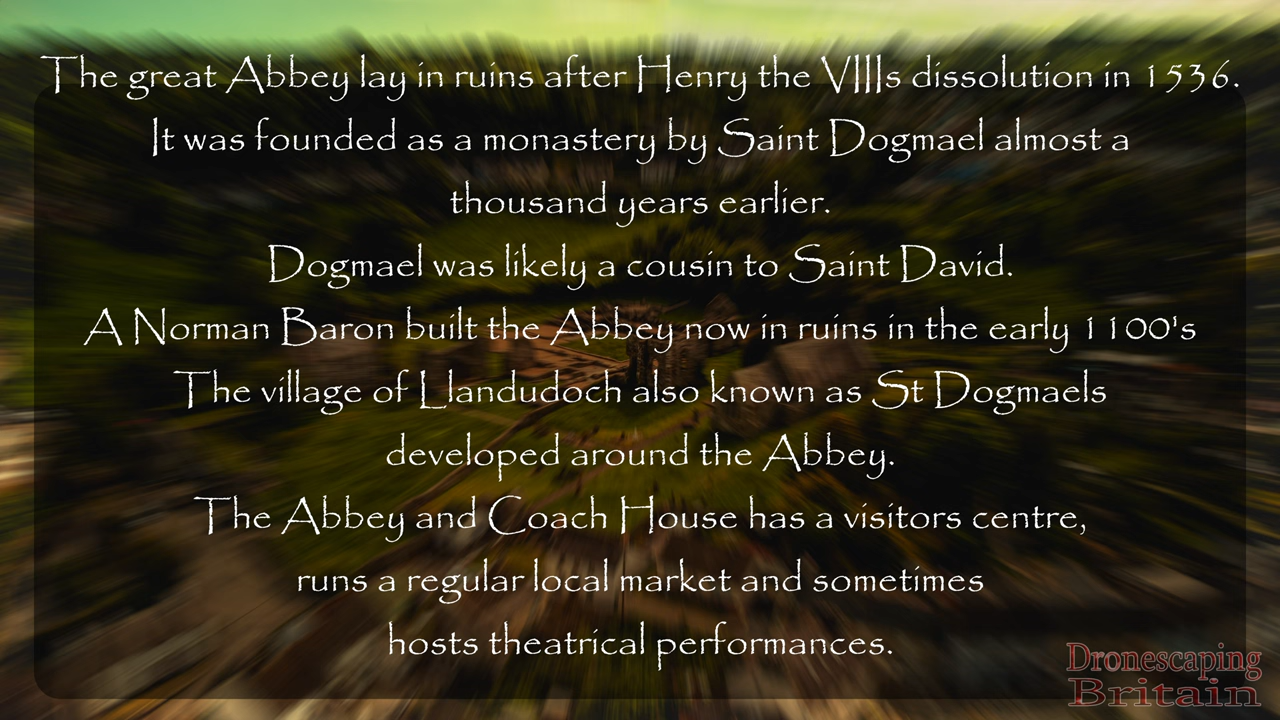 The great Abbey lay in ruins after Henry the VIIIs dissolution in 1536.
It was founded as a monastery by Saint Dogmael almost a
thousand years earlier.
Dogmael was likely a cousin to Saint David.
A Norman Baron built the Abbey now in ruins in the early 1100's
The village of Llandudoch also known as St Dogmaels
developed around the Abbey.
The Abbey and Coach House has a visitors centre,
runs a regular local market and sometimes
hosts theatrical performances.
Dronescaping
Britain